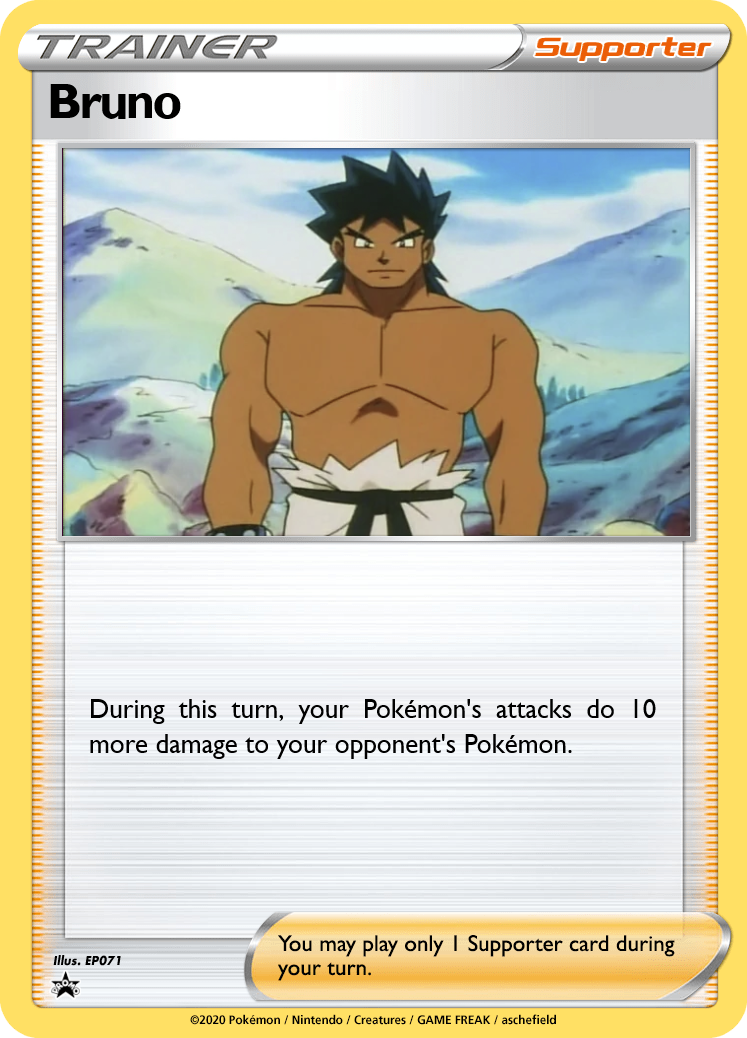 TRAINER
Supporter
Bruno
During this turn, your Pokémon's attacks do 10
more damage to your opponent's Pokémon.
Illus. EP071
You may play only 1 Supporter card during
your turn.
PROMO
©2020 Pokémon / Nintendo / Creatures / GAME FREAK / aschefield